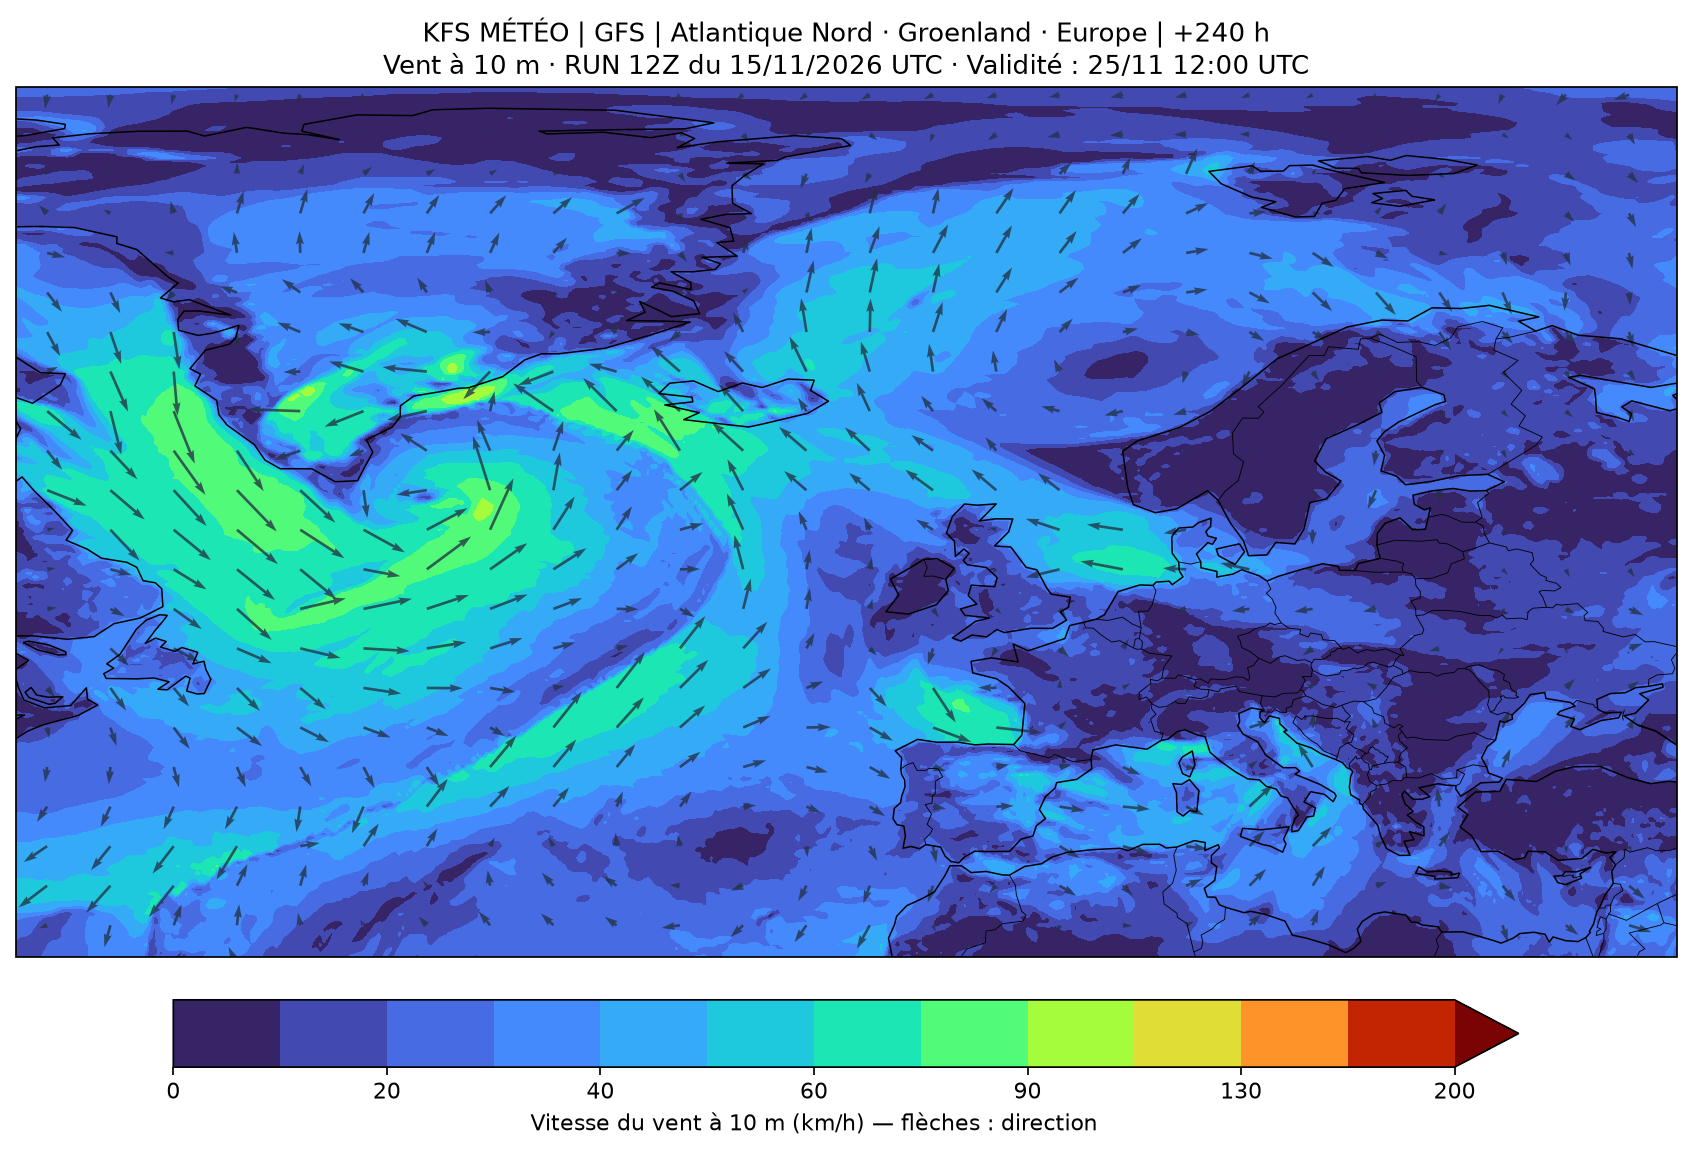 KFS MÉTÉO | GFS | Atlantique Nord · Groenland · Europe | +240 h
Vent à 10 m · RUN 12Z du 15/11/2026 UTC · Validité : 25/11 12:00 UTC
0 20 40 60 90 130 200
Vitesse du vent à 10 m (km/h) — flèches : direction